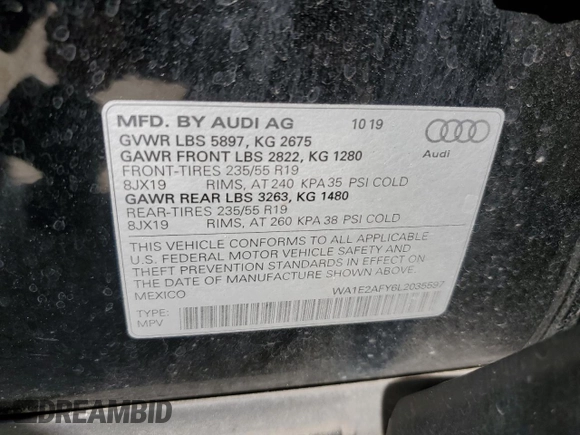 MFD. BY AUDI AG 10 19
GVWR LBS 5897, KG 2675
GAWR FRONT LBS 2822, KG 1280
FRONT-TIRES 235/55 R19
8JX19 RIMS, AT 240 KPA 35 PSI COLD
GAWR REAR LBS 3263, KG 1480
REAR-TIRES 235/55 R19
8JX19 RIMS, AT 260 KPA 38 PSI COLD
THIS VEHICLE CONFORMS TO ALL APPLICABLE
U.S. FEDERAL MOTOR VEHICLE SAFETY AND
THEFT PREVENTION STANDARDS IN EFFECT ON
THE DATE OF MANUFACTURE SHOWN ABOVE.
MEXICO WA1E2AFY6L2035597
TYPE:
MPV
Audi
DREAMBID